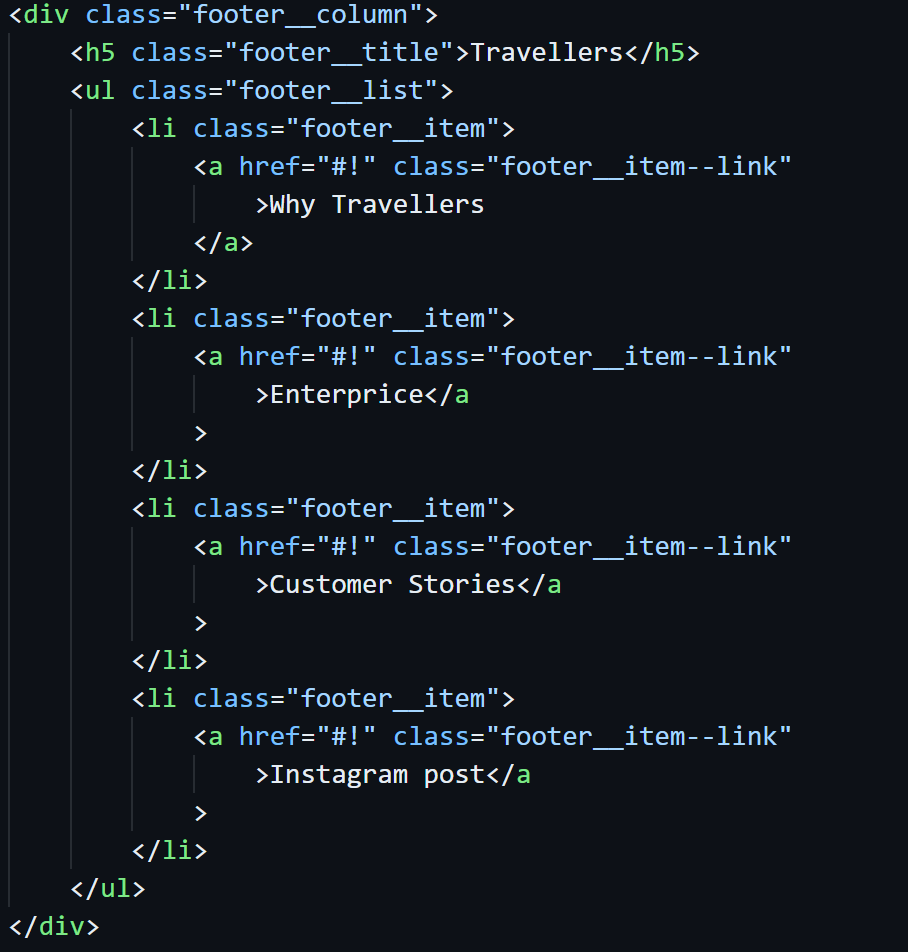 <div class="footer__column">
    <h5 class="footer__title">Travellers</h5>
    <ul class="footer__list">
        <li class="footer__item">
            <a href="#!" class="footer__item--link"
                >Why Travellers
            </a>
        </li>
        <li class="footer__item">
            <a href="#!" class="footer__item--link"
                >Enterprice</a
            >
        </li>
        <li class="footer__item">
            <a href="#!" class="footer__item--link"
                >Customer Stories</a
            >
        </li>
        <li class="footer__item">
            <a href="#!" class="footer__item--link"
                >Instagram post</a
            >
        </li>
    </ul>
</div>